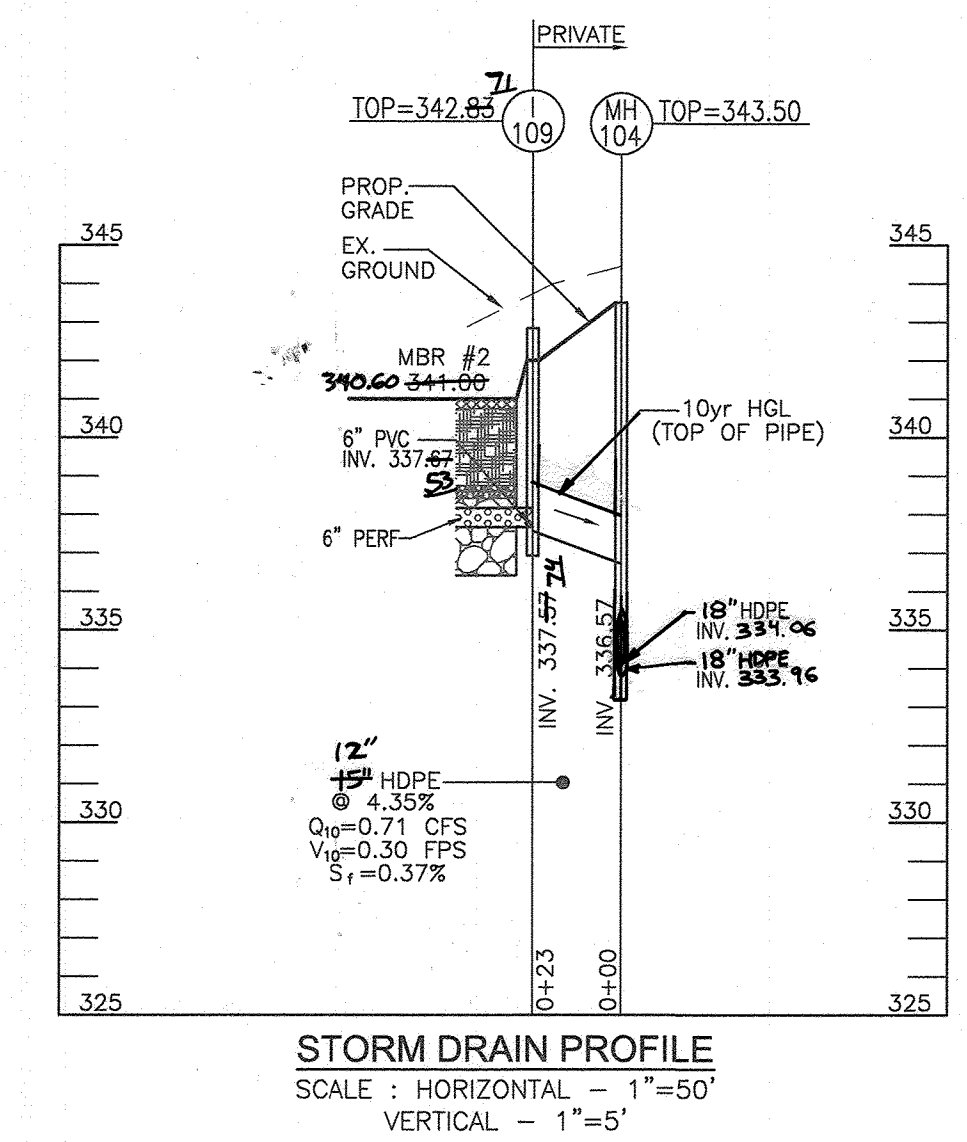 PRIVATE
71
TOP=342.83
I
109
MH
104
TOP=343.50
PROP.
GRADE
EX.
GROUND
345
345
MBR #2
340.60 341.00
340
340
10yr HGL
(TOP OF PIPE)
6" PVC
INV. 337.67
53
6" PERF
74
INV. 337.57
INV 336.57
335
335
18" HDPE
INV. 334.06
18" HDPE
INV. 333.96
12"
15" HDPE
@ 4.35%
Q10=0.71 CFS
V10=0.30 FPS
Sf=0.37%
330
330
0+23
0+00
325
325
STORM DRAIN PROFILE
SCALE : HORIZONTAL – 1"=50'
VERTICAL – 1"=5'